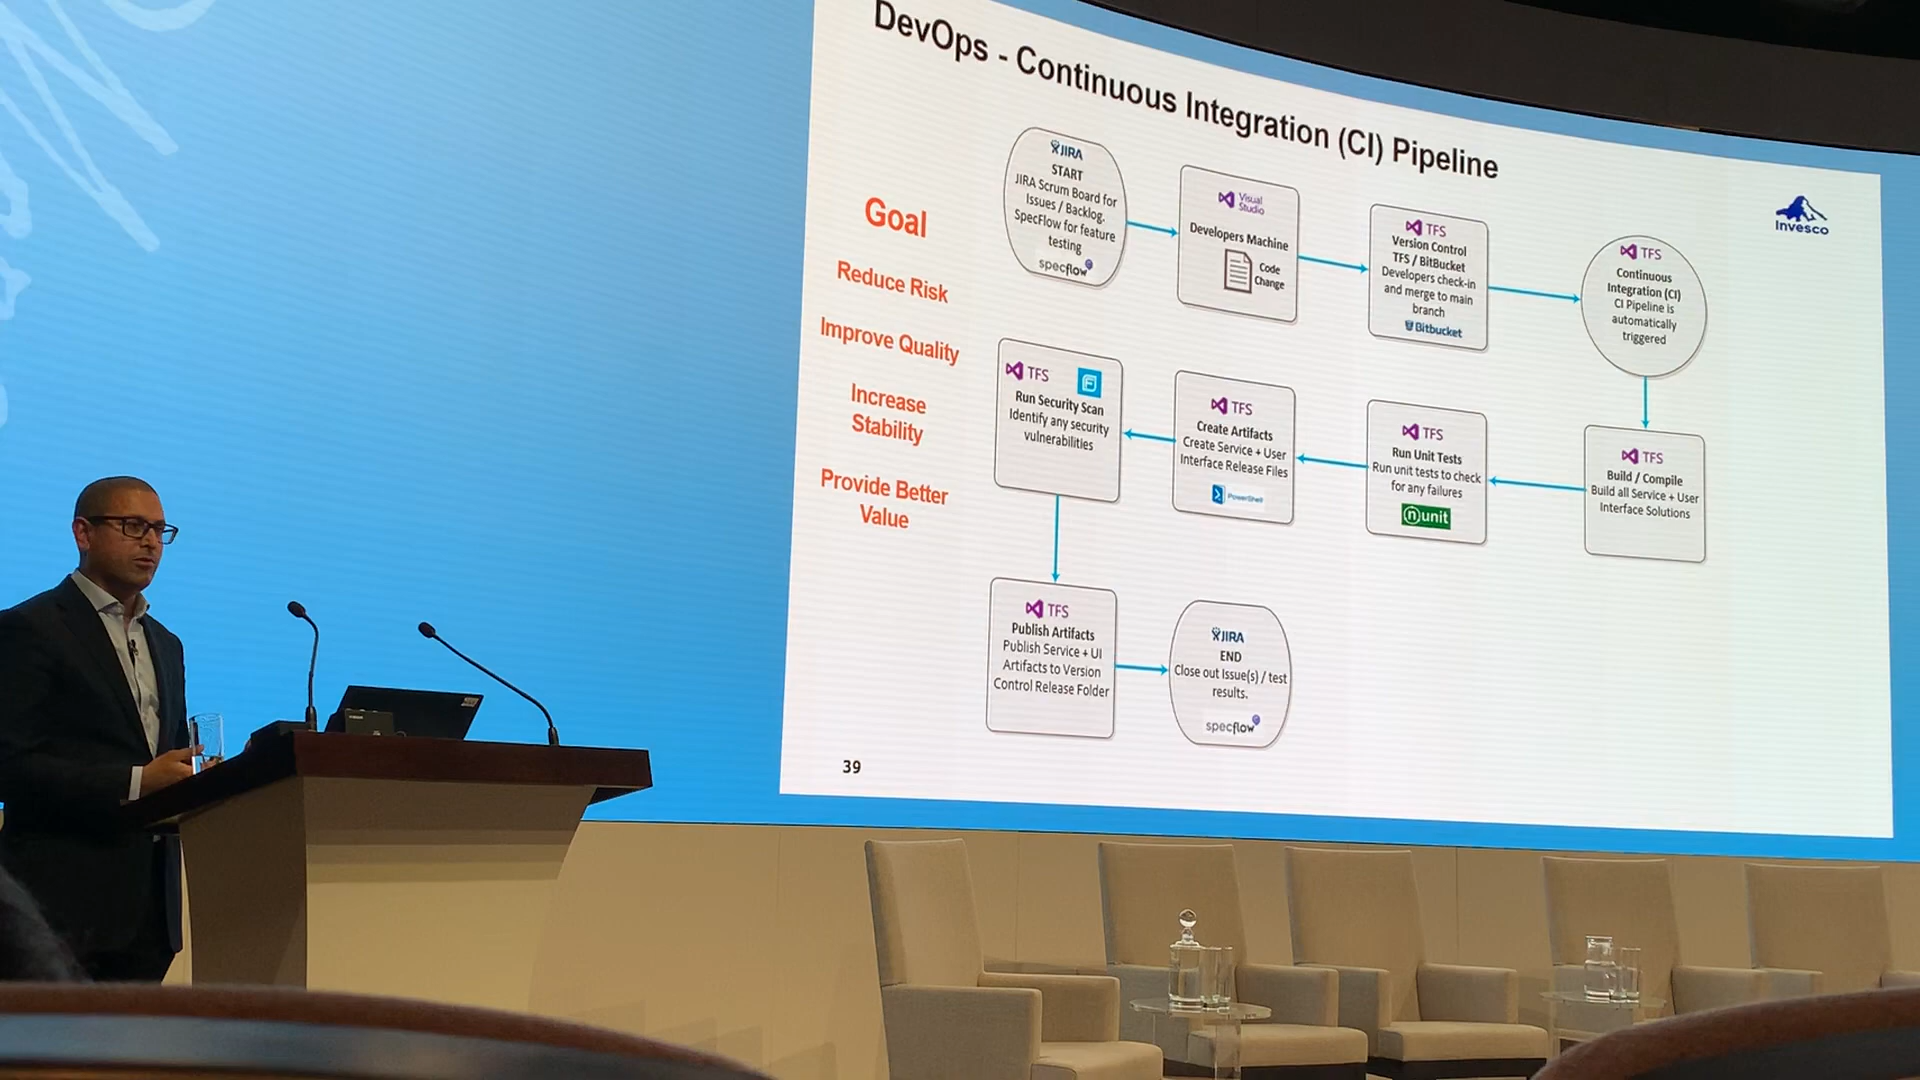 DevOps - Continuous Integration (CI) Pipeline
Invesco
Goal
Reduce Risk
Improve Quality
Increase
Stability
Provide Better
Value
JIRA
START
JIRA Scrum Board for
Issues / Backlog.
SpecFlow for feature
testing
specflow
Visual
Studio
Developers Machine
Code
Change
TFS
Version Control
TFS / BitBucket
Developers check-in
and merge to main
branch
Bitbucket
TFS
Continuous
Integration (CI)
CI Pipeline is
automatically
triggered
TFS
Build / Compile
Build all Service + User
Interface Solutions
TFS
Run Unit Tests
Run unit tests to check
for any failures
nunit
TFS
Create Artifacts
Create Service + User
Interface Release Files
PowerShell
TFS
Run Security Scan
Identify any security
vulnerabilities
TFS
Publish Artifacts
Publish Service + UI
Artifacts to Version
Control Release Folder
JIRA
END
Close out Issue(s) / test
results.
specflow
39